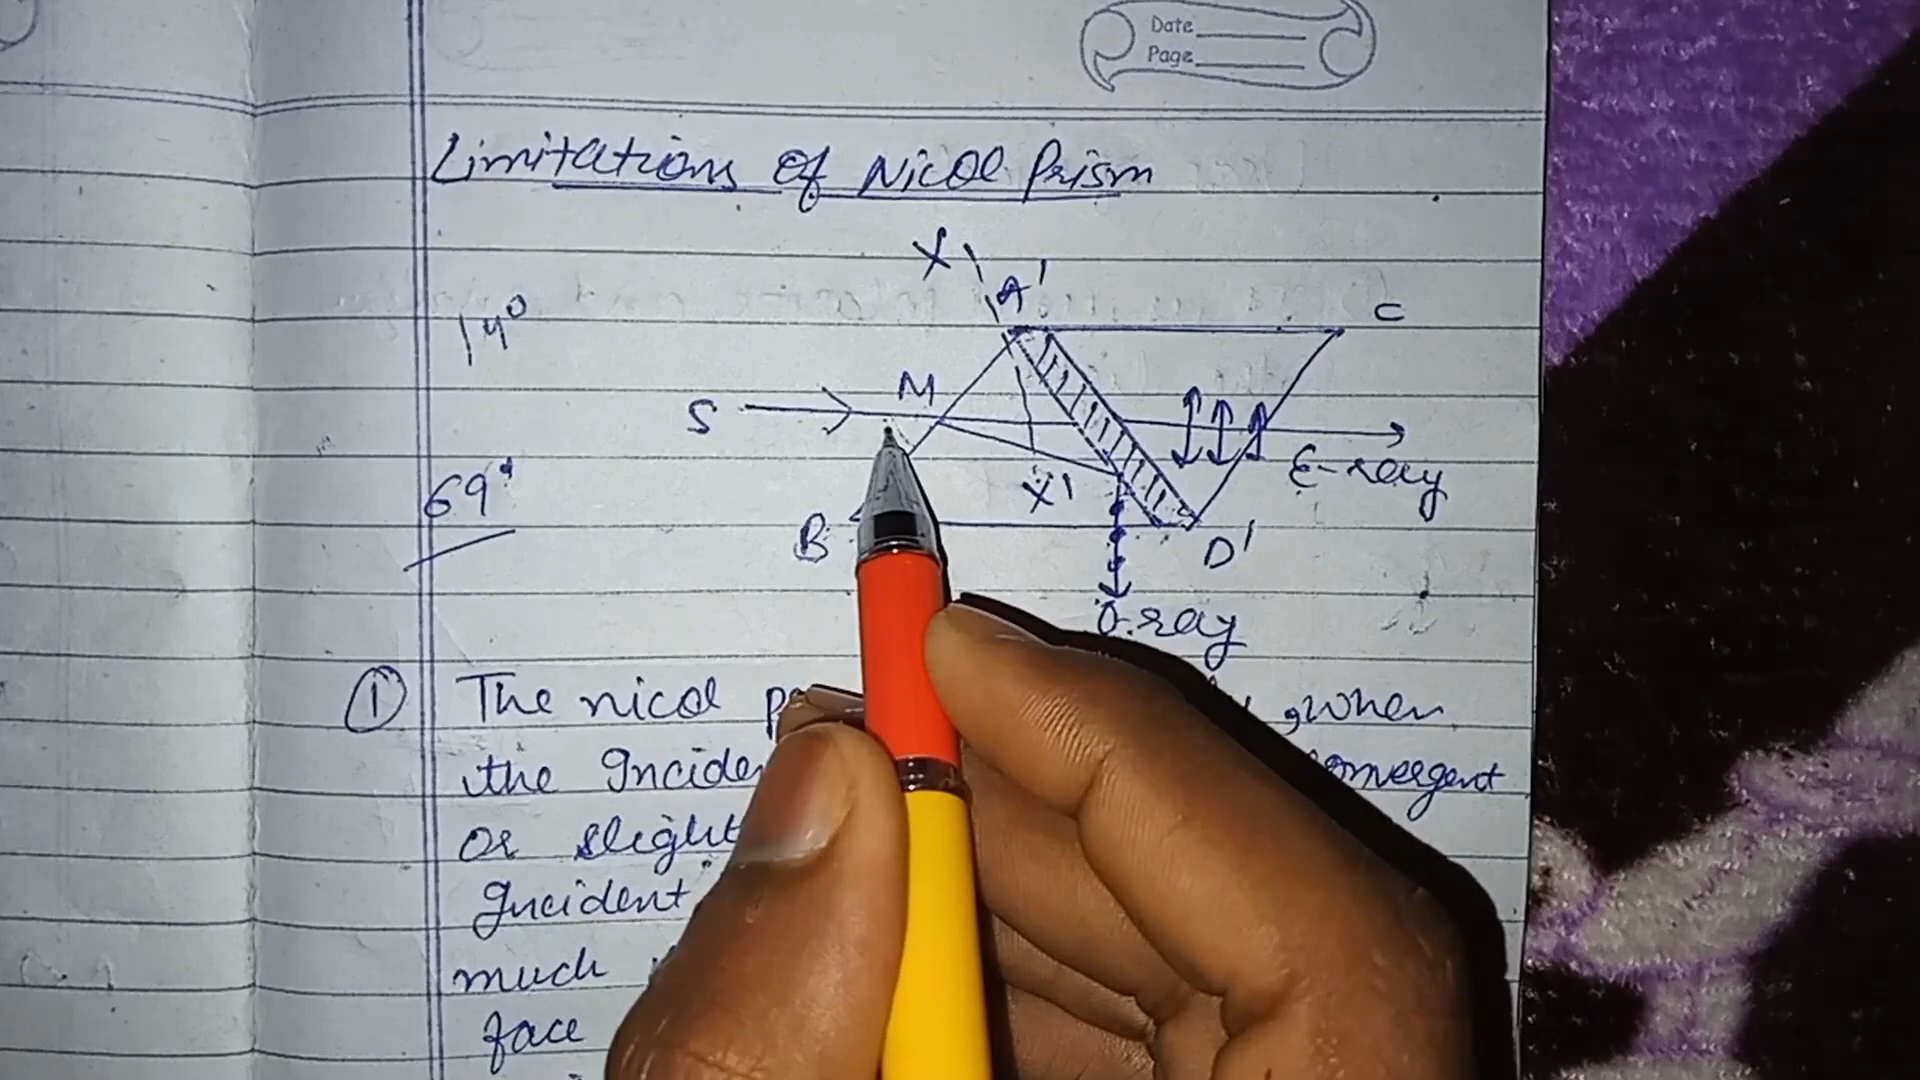 Date
Page
Limitations Of Nicol Prism
X
A'
C
14°
M
S
E-ray
X'
69°
B
D'
O-ray
① The nicol , when
the Incident convergent
or slight
Incident
much
face